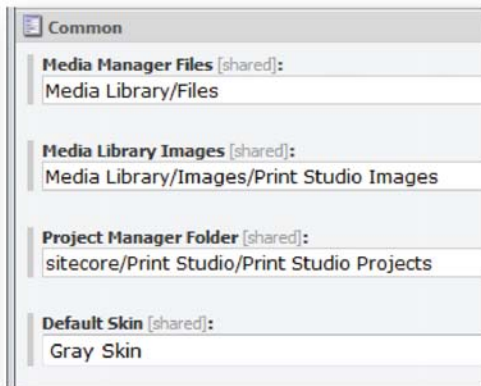 Common
Media Manager Files [shared]:
Media Library/Files
Media Library Images [shared]:
Media Library/Images/Print Studio Images
Project Manager Folder [shared]:
sitecore/Print Studio/Print Studio Projects
Default Skin [shared]:
Gray Skin